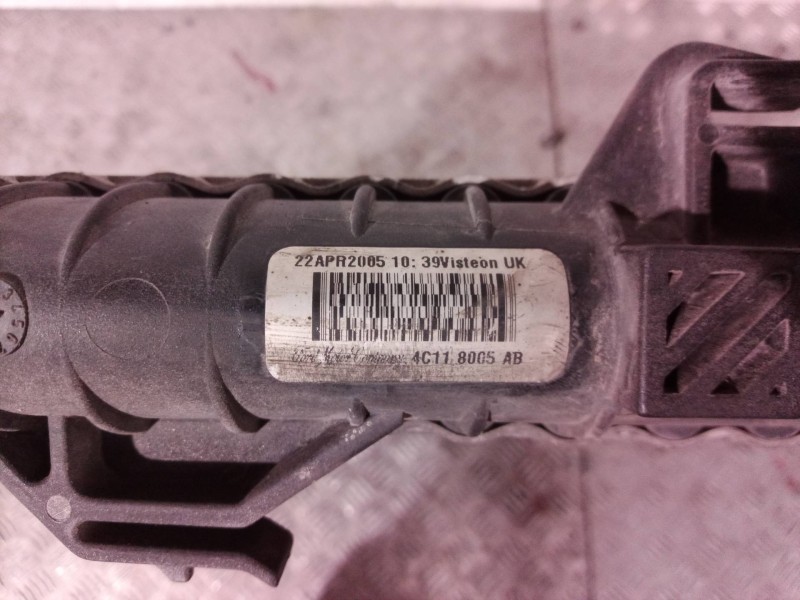 22APR2005 10: 39Visteon UK
Ford Motor Company 4C11 8005 AB